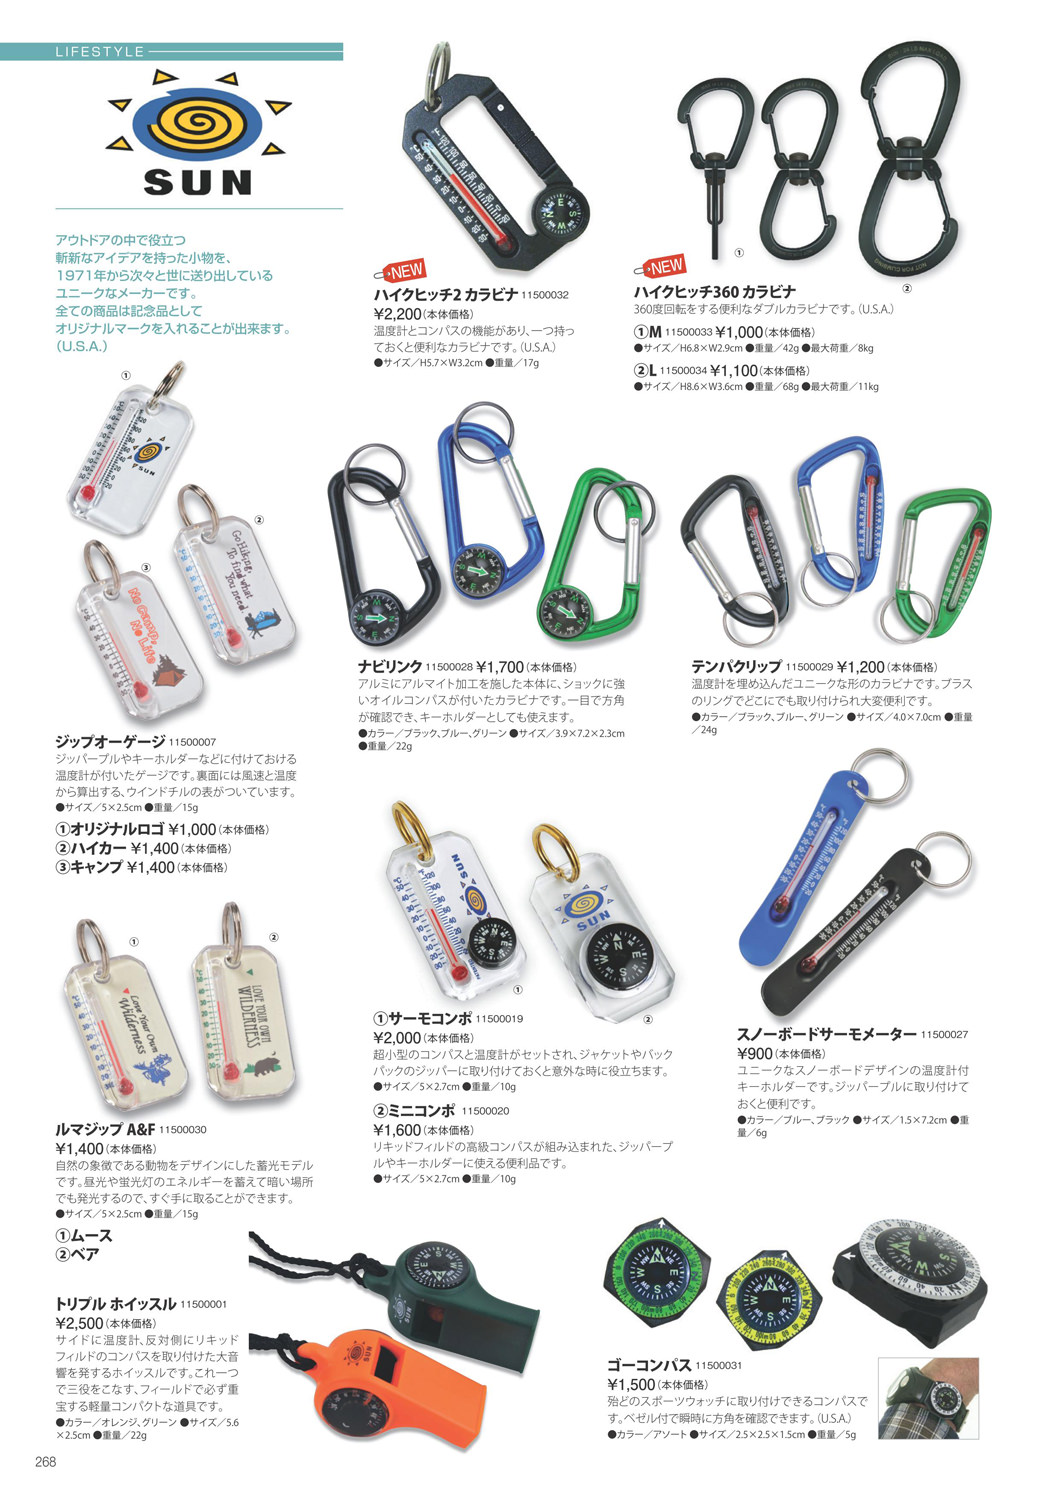 LIFESTYLE
SUN
アウトドアの中で役立つ
斬新なアイデアを持った小物を、
1971年から次々と世に送り出している
ユニークなメーカーです。
全ての商品は記念品として
オリジナルマークを入れることが出来ます。
（U.S.A.）
NEW
ハイクヒッチ2 カラビナ 11500032
¥2,200（本体価格）
温度計とコンパスの機能があり、一つ持っ
ておくと便利なカラビナです。（U.S.A.）
●サイズ／H5.7×W3.2cm ●重量／17g
①
②
NEW
ハイクヒッチ360 カラビナ
360度回転をする便利なダブルカラビナです。（U.S.A.）
①M 11500033 ¥1,000（本体価格）
●サイズ／H6.8×W2.9cm ●重量／42g ●最大荷重／8kg
②L 11500034 ¥1,100（本体価格）
●サイズ／H8.6×W3.6cm ●重量／68g ●最大荷重／11kg
①
SUN
②
Go Hiking,
To find what
You need
③
No Camp,
No Life
ジップオーゲージ 11500007
ジッパープルやキーホルダーなどに付けておける
温度計が付いたゲージです。裏面には風速と温度
から算出する、ウインドチルの表がついています。
●サイズ／5×2.5cm ●重量／15g
①オリジナルロゴ ¥1,000（本体価格）
②ハイカー ¥1,400（本体価格）
③キャンプ ¥1,400（本体価格）
ナビリンク 11500028 ¥1,700（本体価格）
アルミにアルマイト加工を施した本体に、ショックに強
いオイルコンパスが付いたカラビナです。一目で方角
が確認でき、キーホルダーとしても使えます。
●カラー／ブラック、ブルー、グリーン ●サイズ／3.9×7.2×2.3cm
●重量／22g
テンパクリップ 11500029 ¥1,200（本体価格）
温度計を埋め込んだユニークな形のカラビナです。ブラス
のリングでどこにでも取り付けられ大変便利です。
●カラー／ブラック、ブルー、グリーン ●サイズ／4.0×7.0cm ●重量
／24g
SUN
①
SUN
②
①サーモコンポ 11500019
¥2,000（本体価格）
超小型のコンパスと温度計がセットされ、ジャケットやバック
パックのジッパーに取り付けておくと意外な時に役立ちます。
●サイズ／5×2.7cm ●重量／10g
②ミニコンポ 11500020
¥1,600（本体価格）
リキッドフィルドの高級コンパスが組み込まれた、ジッパープ
ルやキーホルダーに使える便利品です。
●サイズ／5×2.7cm ●重量／10g
スノーボードサーモメーター 11500027
¥900（本体価格）
ユニークなスノーボードデザインの温度計付
キーホルダーです。ジッパープルに取り付けて
おくと便利です。
●カラー／ブルー、ブラック ●サイズ／1.5×7.2cm ●重
量／6g
①
Love Your Own
Wilderness
②
LOVE YOUR OWN
WILDERNESS
ルマジップ A&F 11500030
¥1,400（本体価格）
自然の象徴である動物をデザインにした蓄光モデル
です。昼光や蛍光灯のエネルギーを蓄えて暗い場所
でも発光するので、すぐ手に取ることができます。
●サイズ／5×2.5cm ●重量／15g
①ムース
②ベア
トリプル ホイッスル 11500001
¥2,500（本体価格）
サイドに温度計、反対側にリキッド
フィルドのコンパスを取り付けた大音
響を発するホイッスルです。これ一つ
で三役をこなす、フィールドで必ず重
宝する軽量コンパクトな道具です。
●カラー／オレンジ、グリーン ●サイズ／5.6
×2.5cm ●重量／22g
SUN
SUN
ゴーコンパス 11500031
¥1,500（本体価格）
殆どのスポーツウォッチに取り付けできるコンパスで
す。ベゼル付で瞬時に方角を確認できます。（U.S.A.）
●カラー／アソート ●サイズ／2.5×2.5×1.5cm ●重量／5g
268